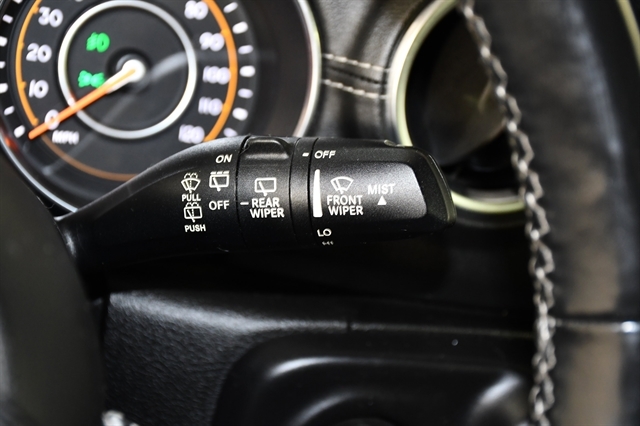 30
20
10
0
MPH
80
90
100
110
120
ON
OFF
PULL
PUSH
REAR
WIPER
OFF
FRONT
WIPER
MIST
LO